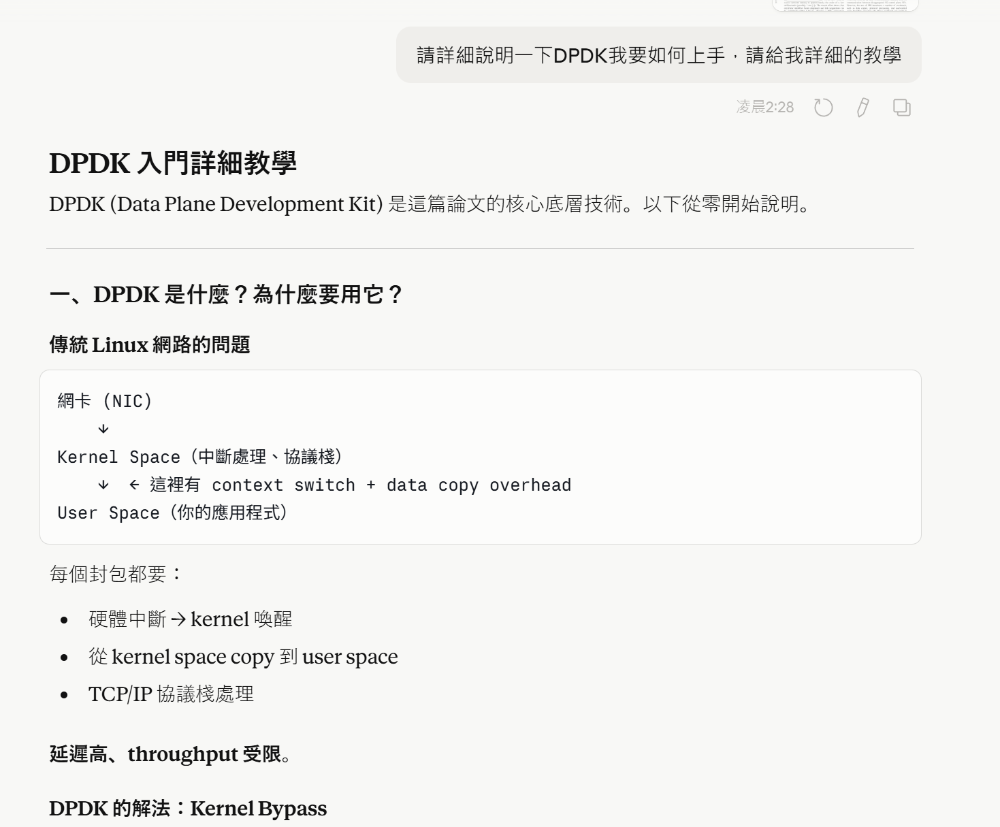 請詳細說明一下DPDK我要如何上手，請給我詳細的教學
凌晨2:28
DPDK 入門詳細教學
DPDK (Data Plane Development Kit) 是這篇論文的核心底層技術。以下從零開始說明。
一、DPDK 是什麼？為什麼要用它？
傳統 Linux 網路的問題
網卡 (NIC)
↓
Kernel Space（中斷處理、協議棧）
↓ ← 這裡有 context switch + data copy overhead
User Space（你的應用程式）
每個封包都要：
• 硬體中斷 → kernel 喚醒
• 從 kernel space copy 到 user space
• TCP/IP 協議棧處理
延遲高、throughput 受限。
DPDK 的解法：Kernel Bypass